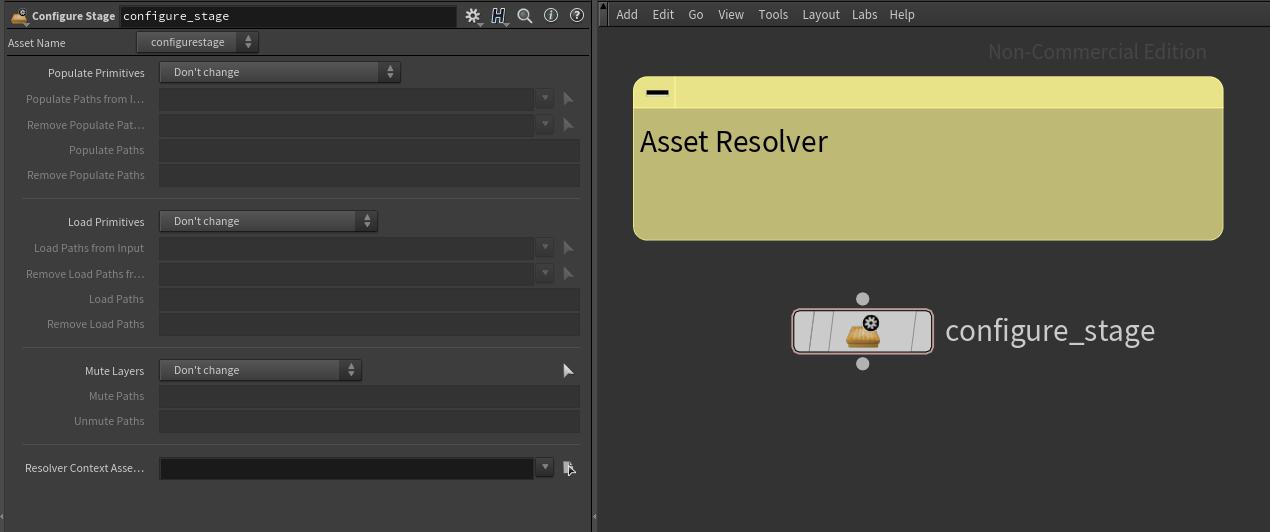 Configure Stage configure_stage
Asset Name configurestage
Populate Primitives Don't change
Populate Paths from I...
Remove Populate Pat...
Populate Paths
Remove Populate Paths
Load Primitives Don't change
Load Paths from Input
Remove Load Paths fr...
Load Paths
Remove Load Paths
Mute Layers Don't change
Mute Paths
Unmute Paths
Resolver Context Asse...
Add Edit Go View Tools Layout Labs Help
Non-Commercial Edition
Asset Resolver
configure_stage